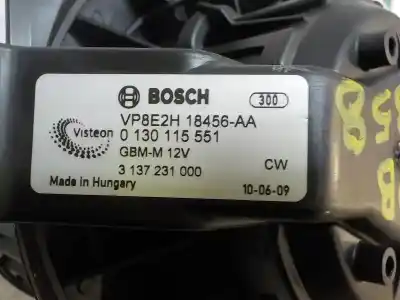 BOSCH
300
VP8E2H 18456-AA
Visteon
0 130 115 551
GBM-M 12V
CW
3 137 231 000
Made in Hungary
10-06-09